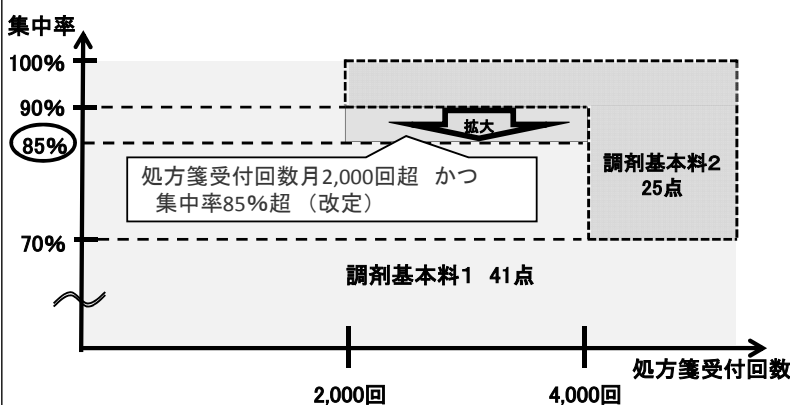 集中率
100%
90%
85%
拡大
処方箋受付回数月2,000回超 かつ
集中率85%超 (改定)
調剤基本料2
25点
70%
調剤基本料1 41点
処方箋受付回数
2,000回
4,000回